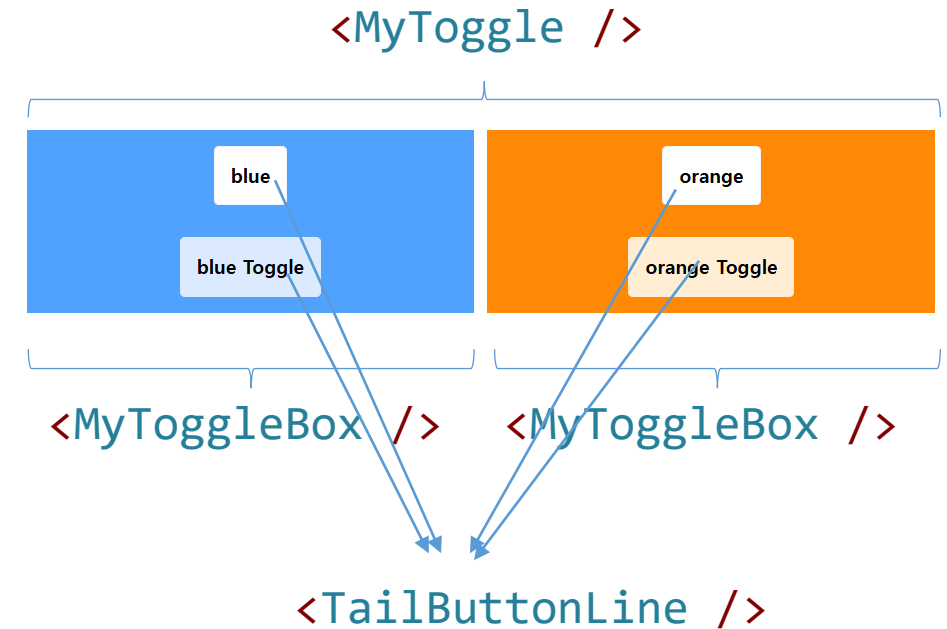 <MyToggle />
blue
orange
blue Toggle
orange Toggle
<MyToggleBox />
<MyToggleBox />
<TailButtonLine />